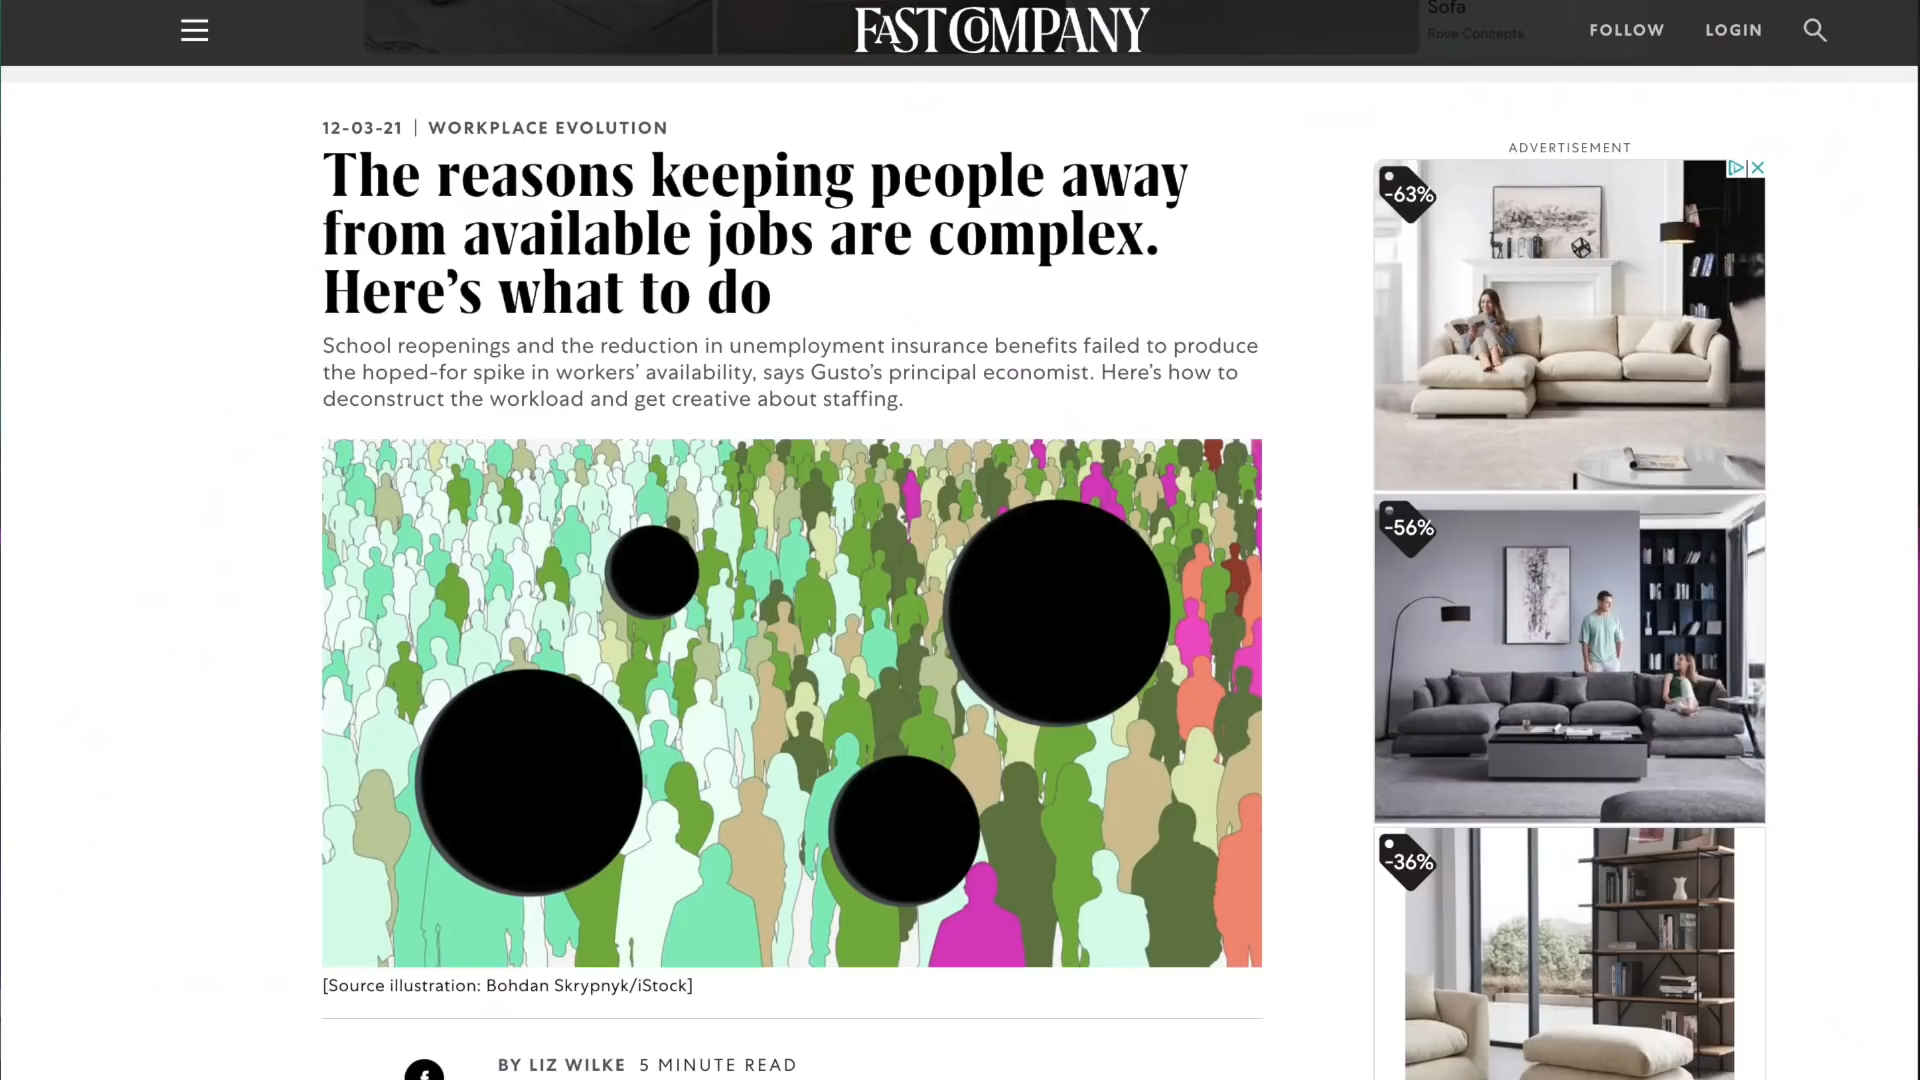 FAST COMPANY
Sofa
Rove Concepts
FOLLOW
LOGIN
12-03-21 | WORKPLACE EVOLUTION
The reasons keeping people away
from available jobs are complex.
Here’s what to do
School reopenings and the reduction in unemployment insurance benefits failed to produce
the hoped-for spike in workers’ availability, says Gusto’s principal economist. Here’s how to
deconstruct the workload and get creative about staffing.
[Source illustration: Bohdan Skrypnyk/iStock]
BY LIZ WILKE 5 MINUTE READ
ADVERTISEMENT
-63%
-56%
-36%